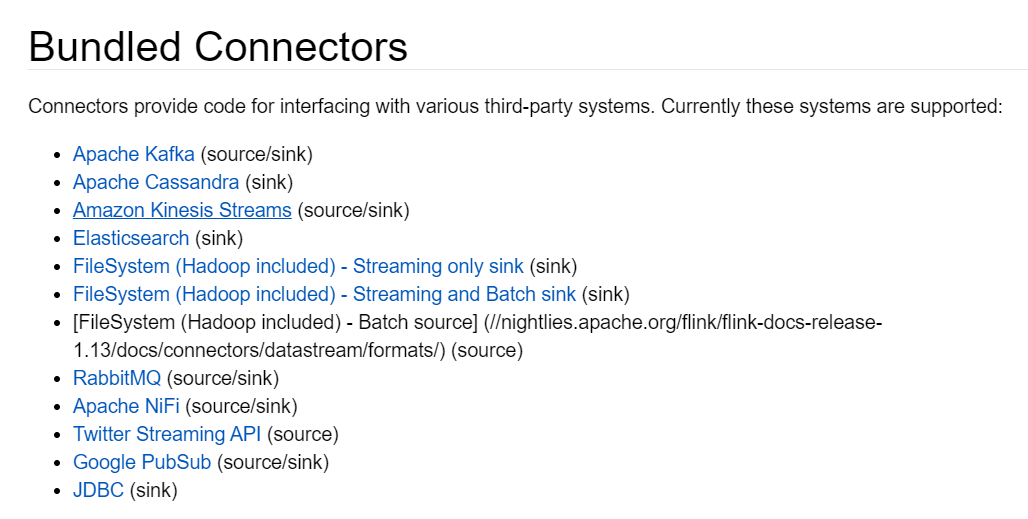 Bundled Connectors
Connectors provide code for interfacing with various third-party systems. Currently these systems are supported:
• Apache Kafka (source/sink)
• Apache Cassandra (sink)
• Amazon Kinesis Streams (source/sink)
• Elasticsearch (sink)
• FileSystem (Hadoop included) - Streaming only sink (sink)
• FileSystem (Hadoop included) - Streaming and Batch sink (sink)
• [FileSystem (Hadoop included) - Batch source] (//nightlies.apache.org/flink/flink-docs-release-
1.13/docs/connectors/datastream/formats/) (source)
• RabbitMQ (source/sink)
• Apache NiFi (source/sink)
• Twitter Streaming API (source)
• Google PubSub (source/sink)
• JDBC (sink)